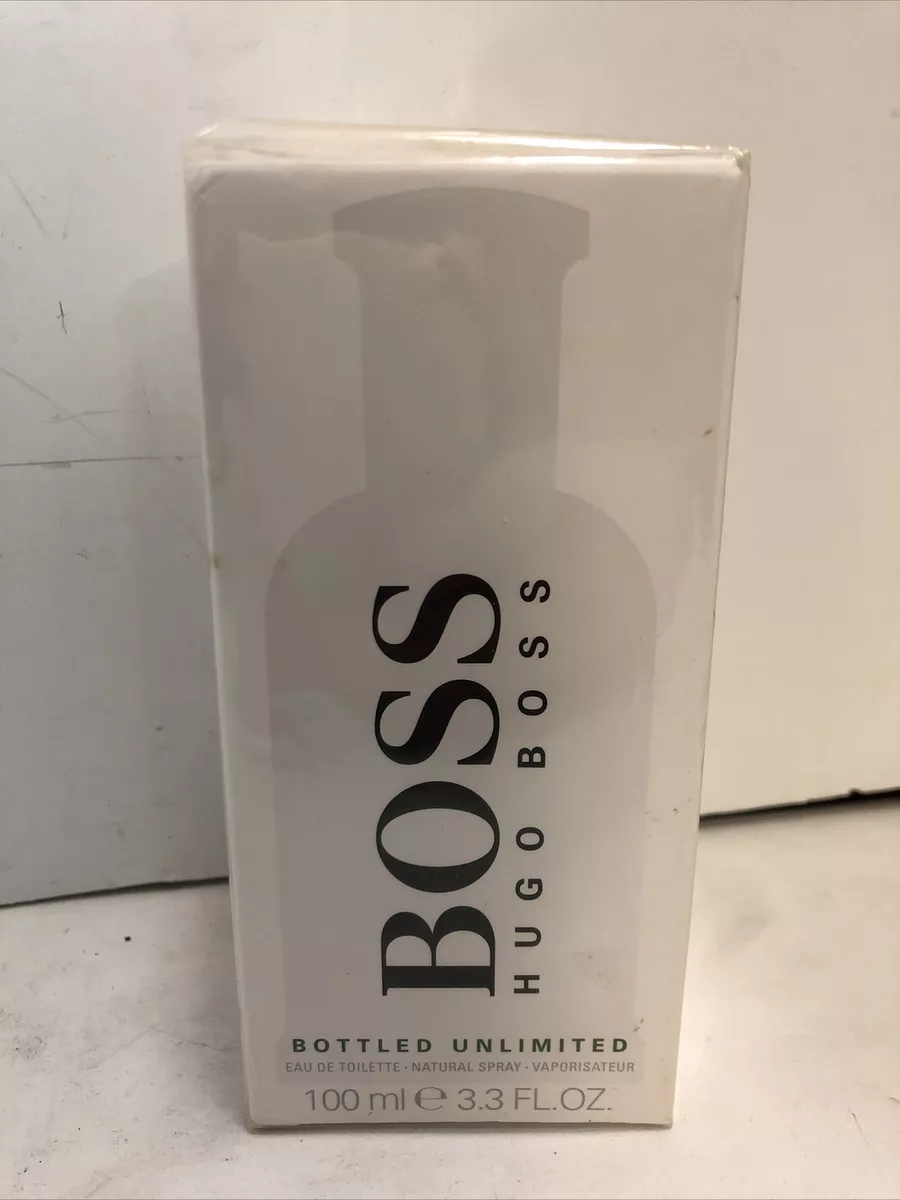 BOSS
HUGO BOSS
BOTTLED UNLIMITED
EAU DE TOILETTE · NATURAL SPRAY · VAPORISATEUR
100 ml ℮ 3.3 FL.OZ.